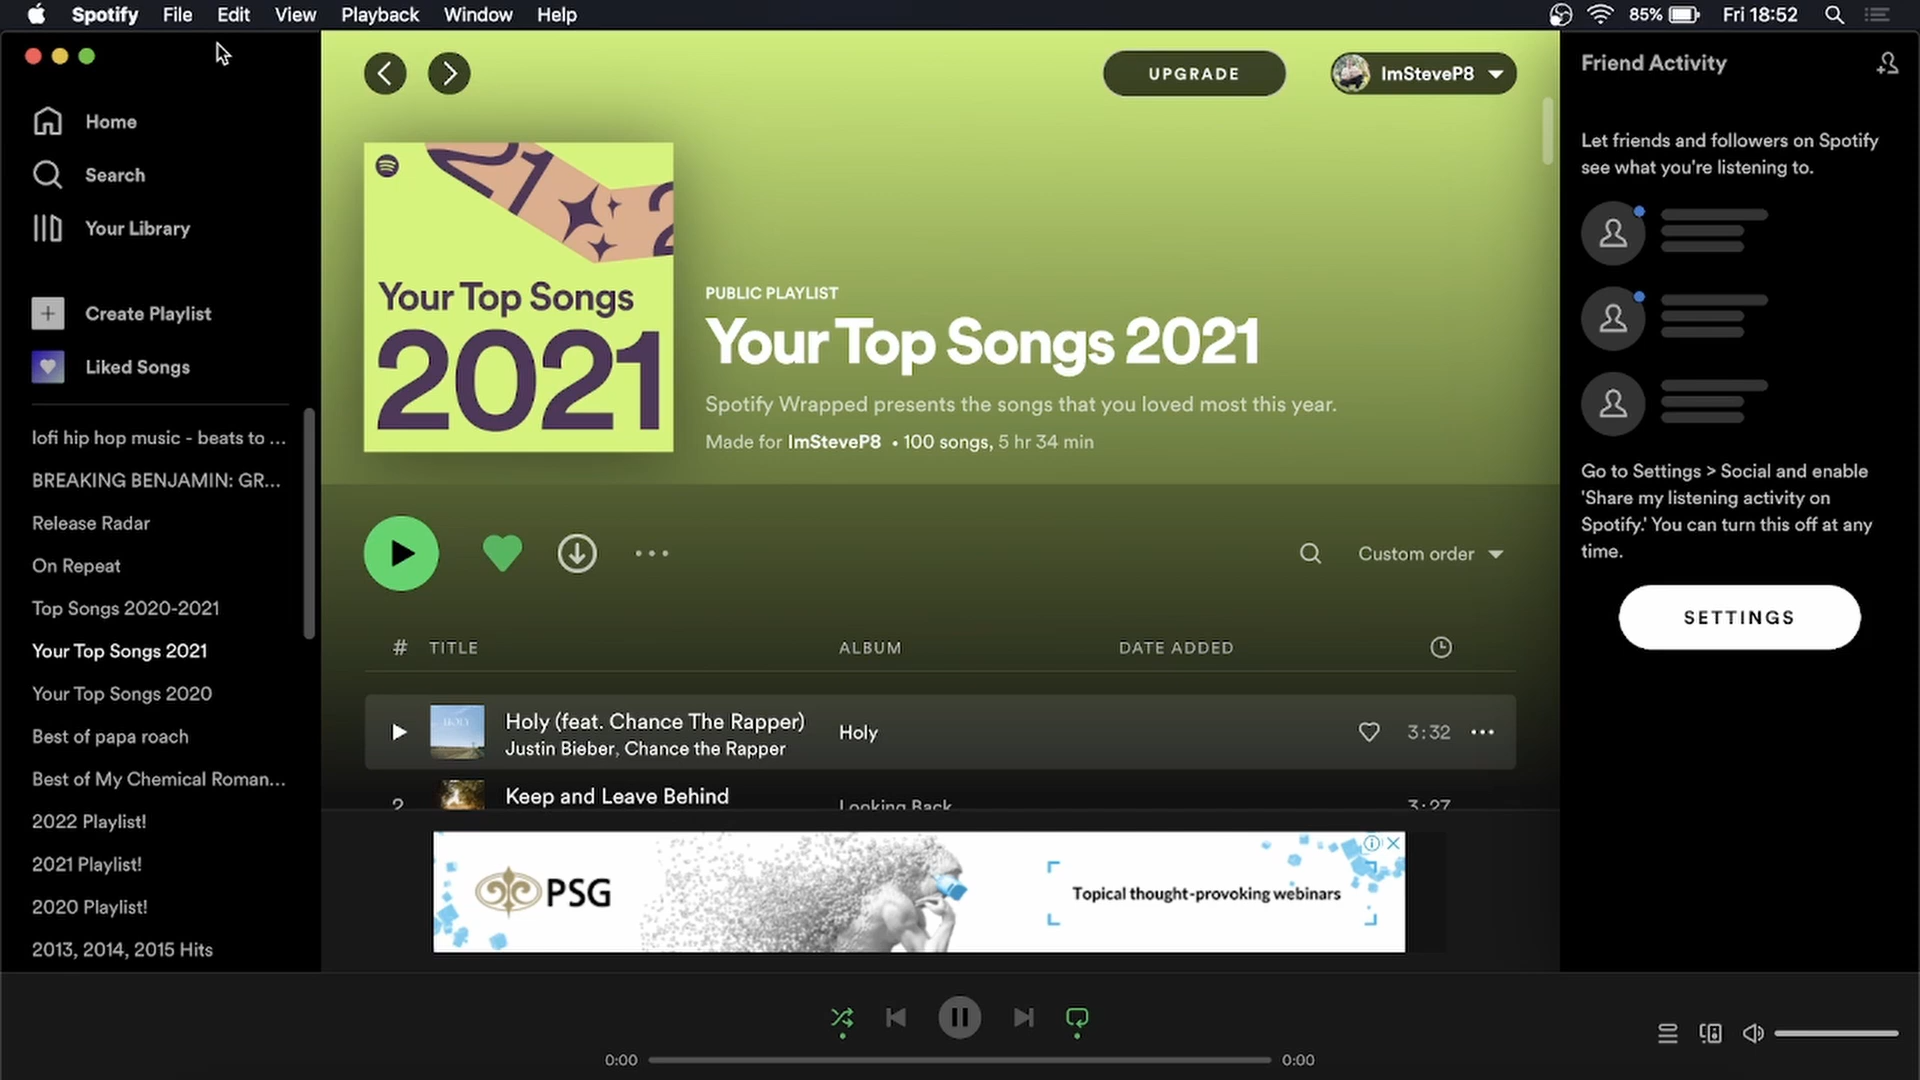 Spotify File Edit View Playback Window Help
85% Fri 18:52
Home
Search
Your Library
Create Playlist
Liked Songs
lofi hip hop music - beats to ...
BREAKING BENJAMIN: GR...
Release Radar
On Repeat
Top Songs 2020-2021
Your Top Songs 2021
Your Top Songs 2020
Best of papa roach
Best of My Chemical Roman...
2022 Playlist!
2021 Playlist!
2020 Playlist!
2013, 2014, 2015 Hits
UPGRADE
ImSteveP8
21
2
Your Top Songs
2021
PUBLIC PLAYLIST
Your Top Songs 2021
Spotify Wrapped presents the songs that you loved most this year.
Made for ImSteveP8 • 100 songs, 5 hr 34 min
Custom order
# TITLE ALBUM DATE ADDED
Holy (feat. Chance The Rapper)
Justin Bieber, Chance the Rapper
Holy
3:32
2
Keep and Leave Behind
Looking Back
3:27
PSG
Topical thought-provoking webinars
Friend Activity
Let friends and followers on Spotify
see what you're listening to.
Go to Settings > Social and enable
'Share my listening activity on
Spotify.' You can turn this off at any
time.
SETTINGS
0:00
0:00